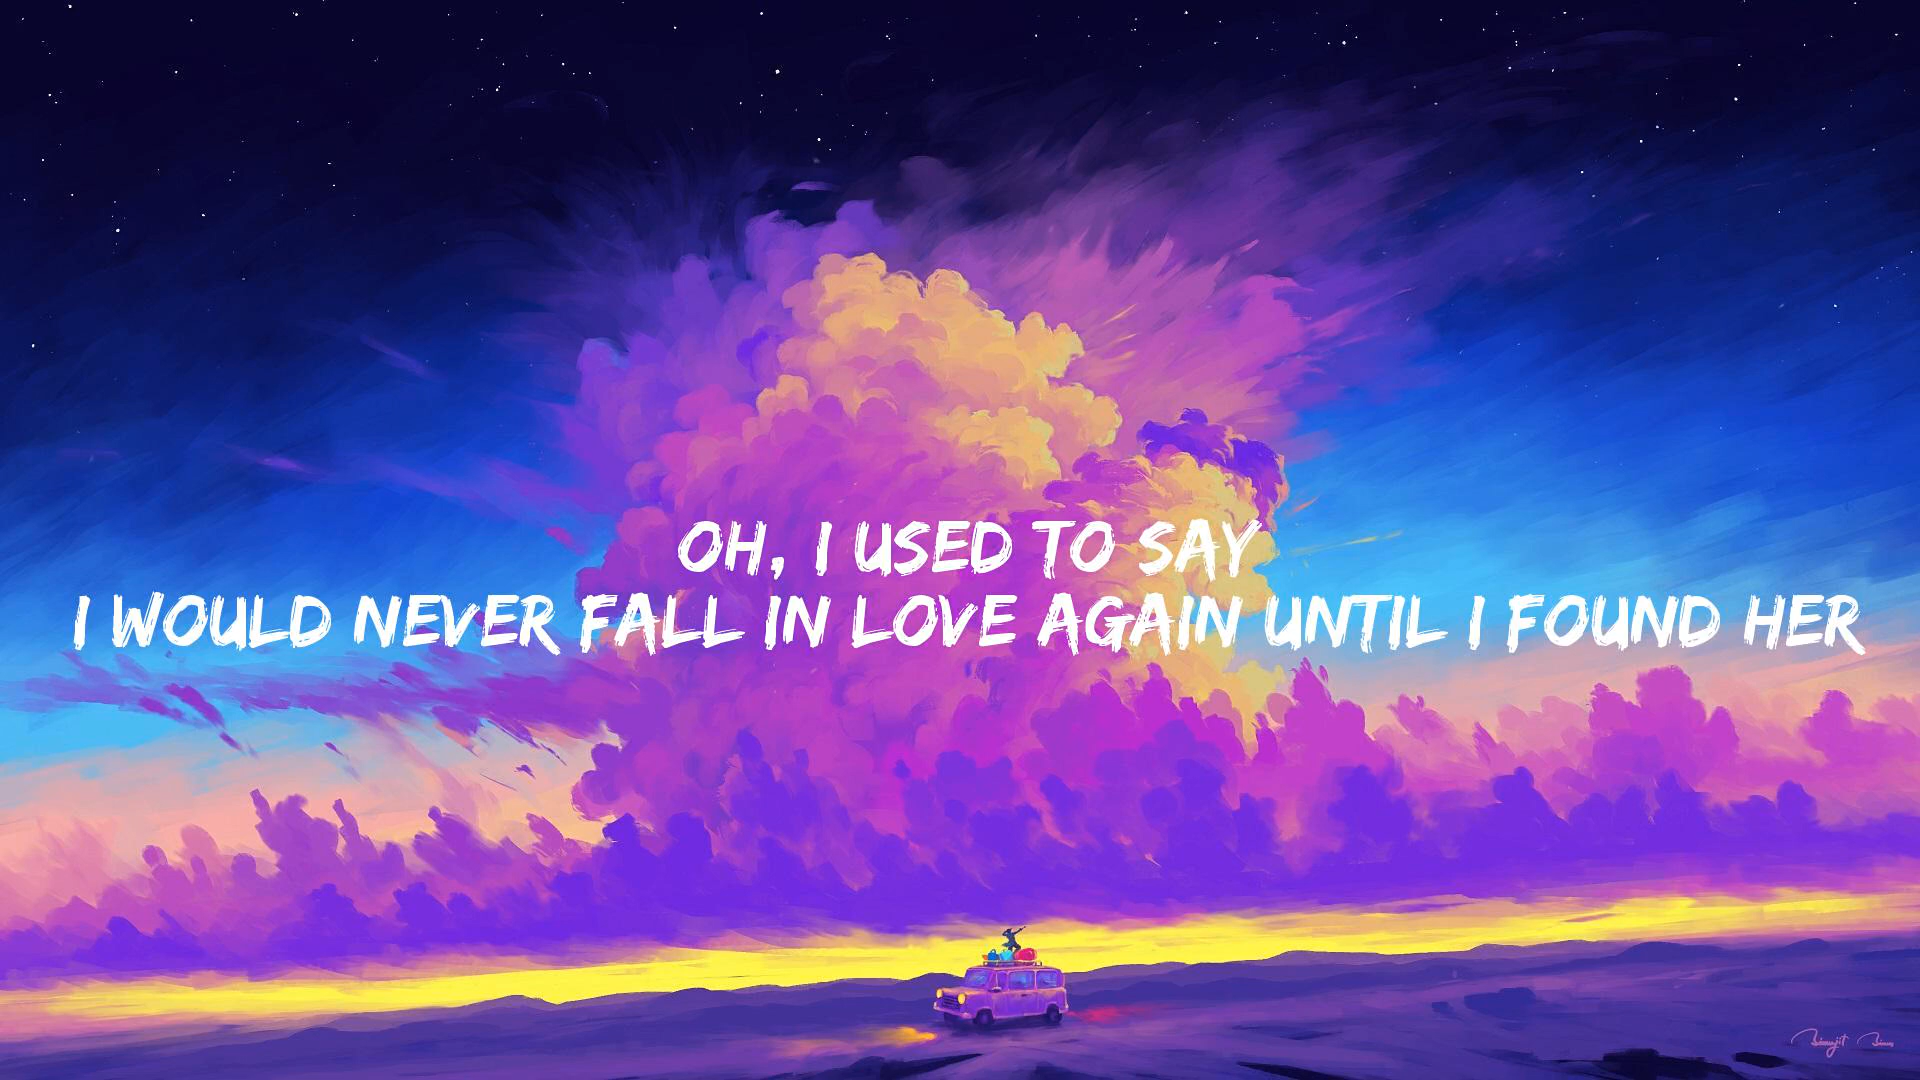 OH, I USED TO SAY
I WOULD NEVER FALL IN LOVE AGAIN UNTIL I FOUND HER